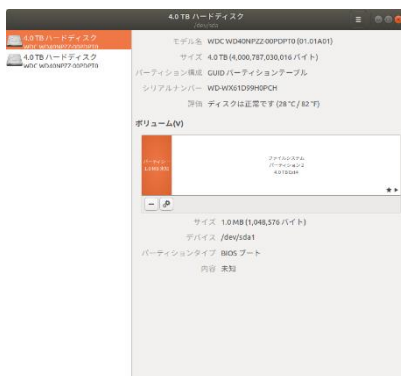 4.0 TB ハードディスク
/dev/sda
4.0 TB ハードディスク
WDC WD40NPZZ-00PDPT0
4.0 TB ハードディスク
WDC WD40NPZZ-00PDPT0
モデル名 WDC WD40NPZZ-00PDPT0 (01.01A01)
サイズ 4.0 TB (4,000,787,030,016 バイト)
パーティション構成 GUID パーティションテーブル
シリアルナンバー WD-WX61D99H0PCH
評価 ディスクは正常です (28 °C / 82 °F)
ボリューム(V)
ファイルシステム
パーティション 2
4.0 TB Ext4
サイズ 1.0 MB (1,048,576 バイト)
デバイス /dev/sda1
パーティションタイプ BIOS ブート
内容 未知